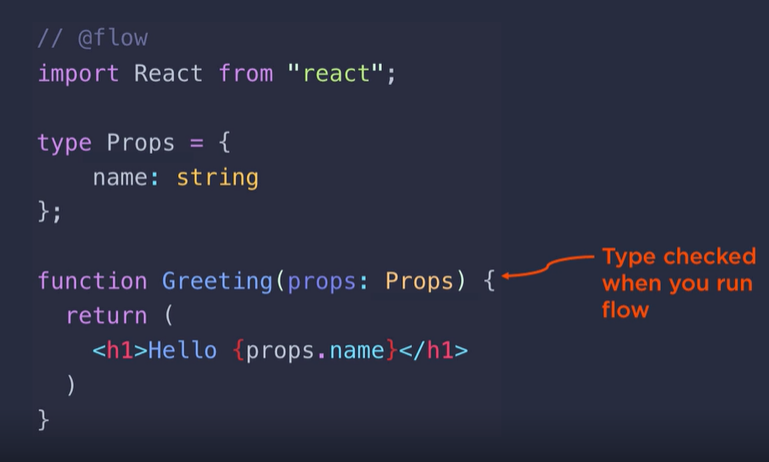 // @flow
import React from "react";
type Props = {
name: string
};
function Greeting(props: Props) {
return (
<h1>Hello {props.name}</h1>
)
}
Type checked
when you run
flow